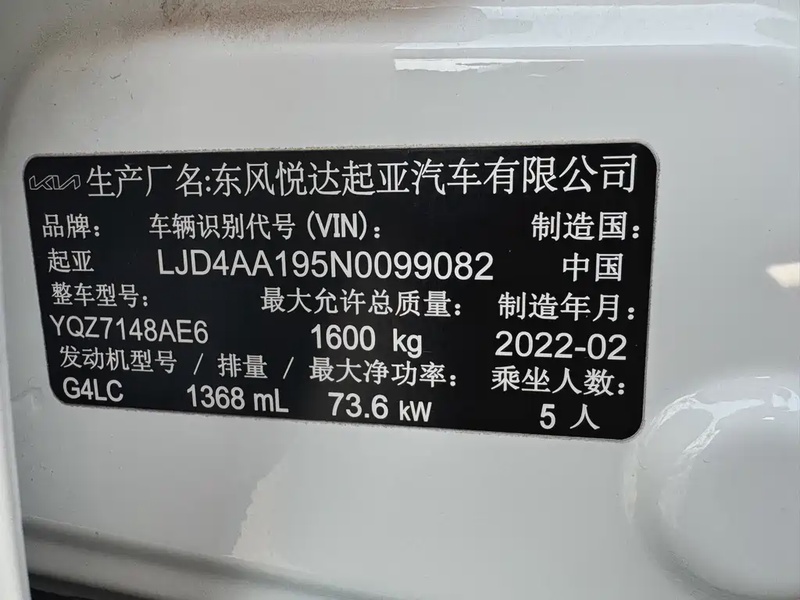 KIA 生产厂名:东风悦达起亚汽车有限公司
品牌: 车辆识别代号(VIN): 制造国:
起亚 LJD4AA195N0099082 中国
整车型号: 最大允许总质量: 制造年月:
YQZ7148AE6 1600 kg 2022-02
发动机型号 / 排量 / 最大净功率: 乘坐人数:
G4LC 1368 mL 73.6 kW 5 人